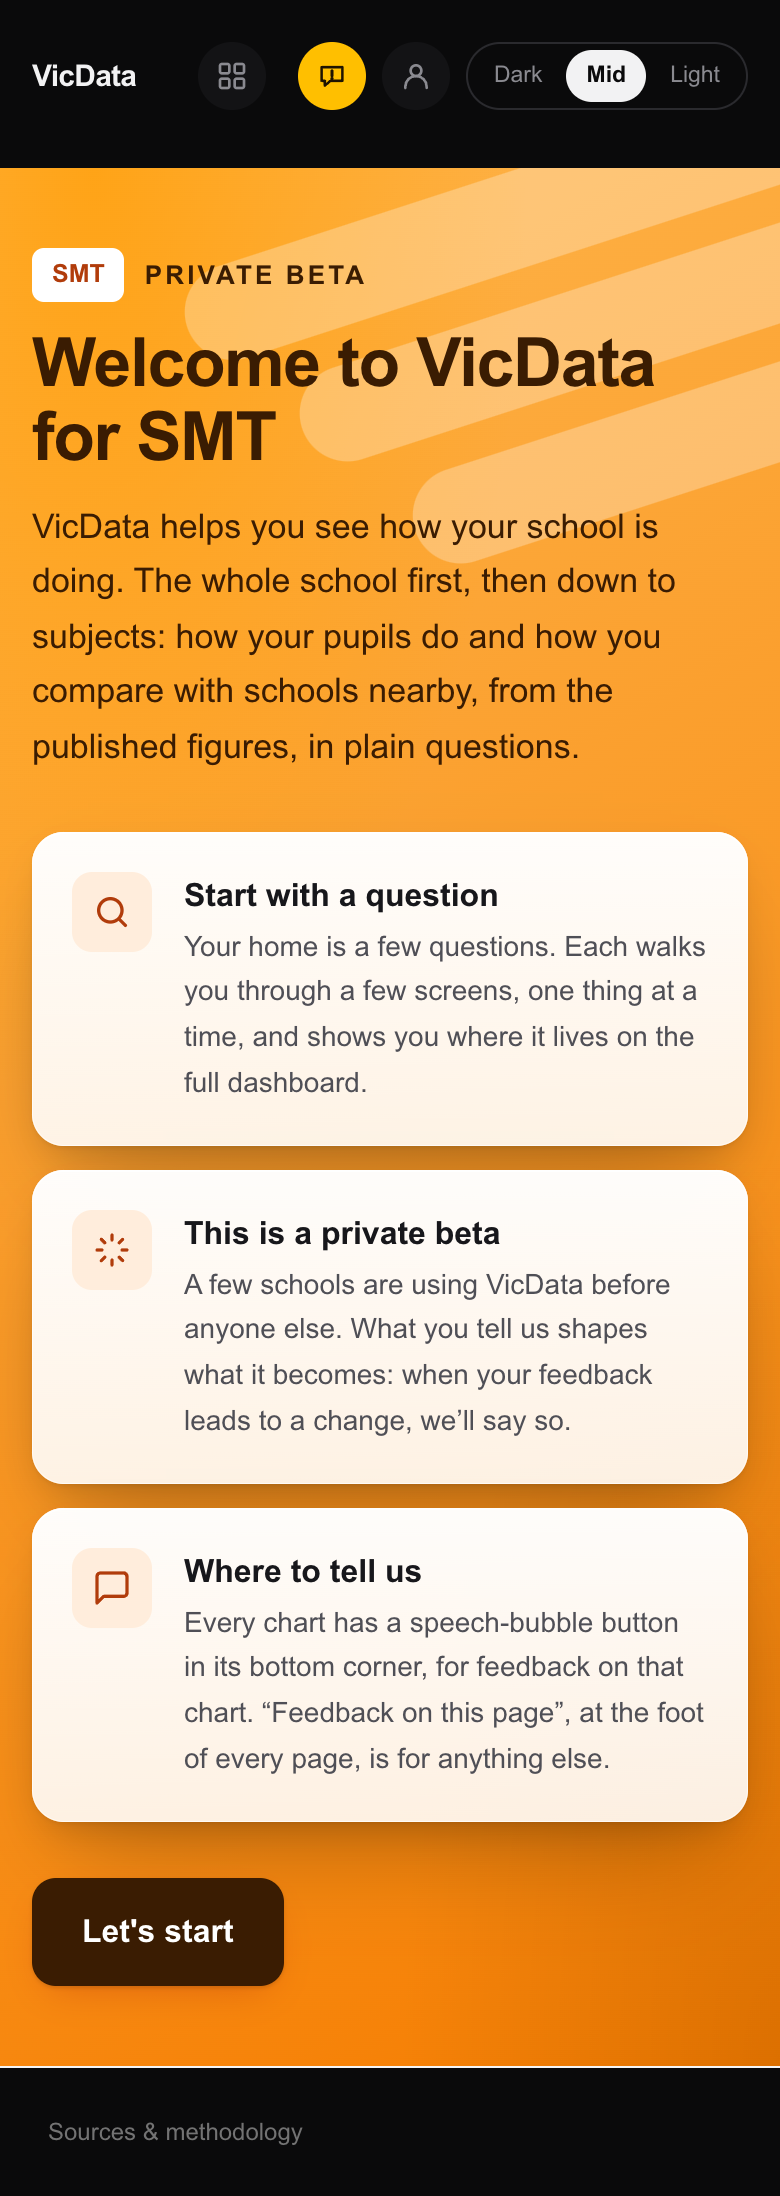 VicData
Dark Mid Light
SMT PRIVATE BETA
Welcome to VicData
for SMT
VicData helps you see how your school is
doing. The whole school first, then down to
subjects: how your pupils do and how you
compare with schools nearby, from the
published figures, in plain questions.
Start with a question
Your home is a few questions. Each walks
you through a few screens, one thing at a
time, and shows you where it lives on the
full dashboard.
This is a private beta
A few schools are using VicData before
anyone else. What you tell us shapes
what it becomes: when your feedback
leads to a change, we’ll say so.
Where to tell us
Every chart has a speech-bubble button
in its bottom corner, for feedback on that
chart. “Feedback on this page”, at the foot
of every page, is for anything else.
Let's start
Sources & methodology